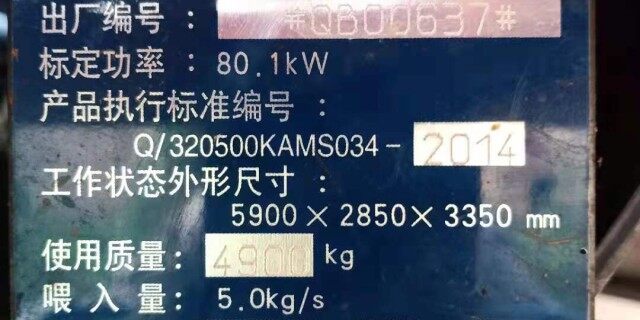 出厂编号：#QB00637#
标定功率：80.1kW
产品执行标准编号：
Q/320500KAMS034-2014
工作状态外形尺寸：
5900×2850×3350 mm
使用质量：4900 kg
喂入量：5.0kg/s